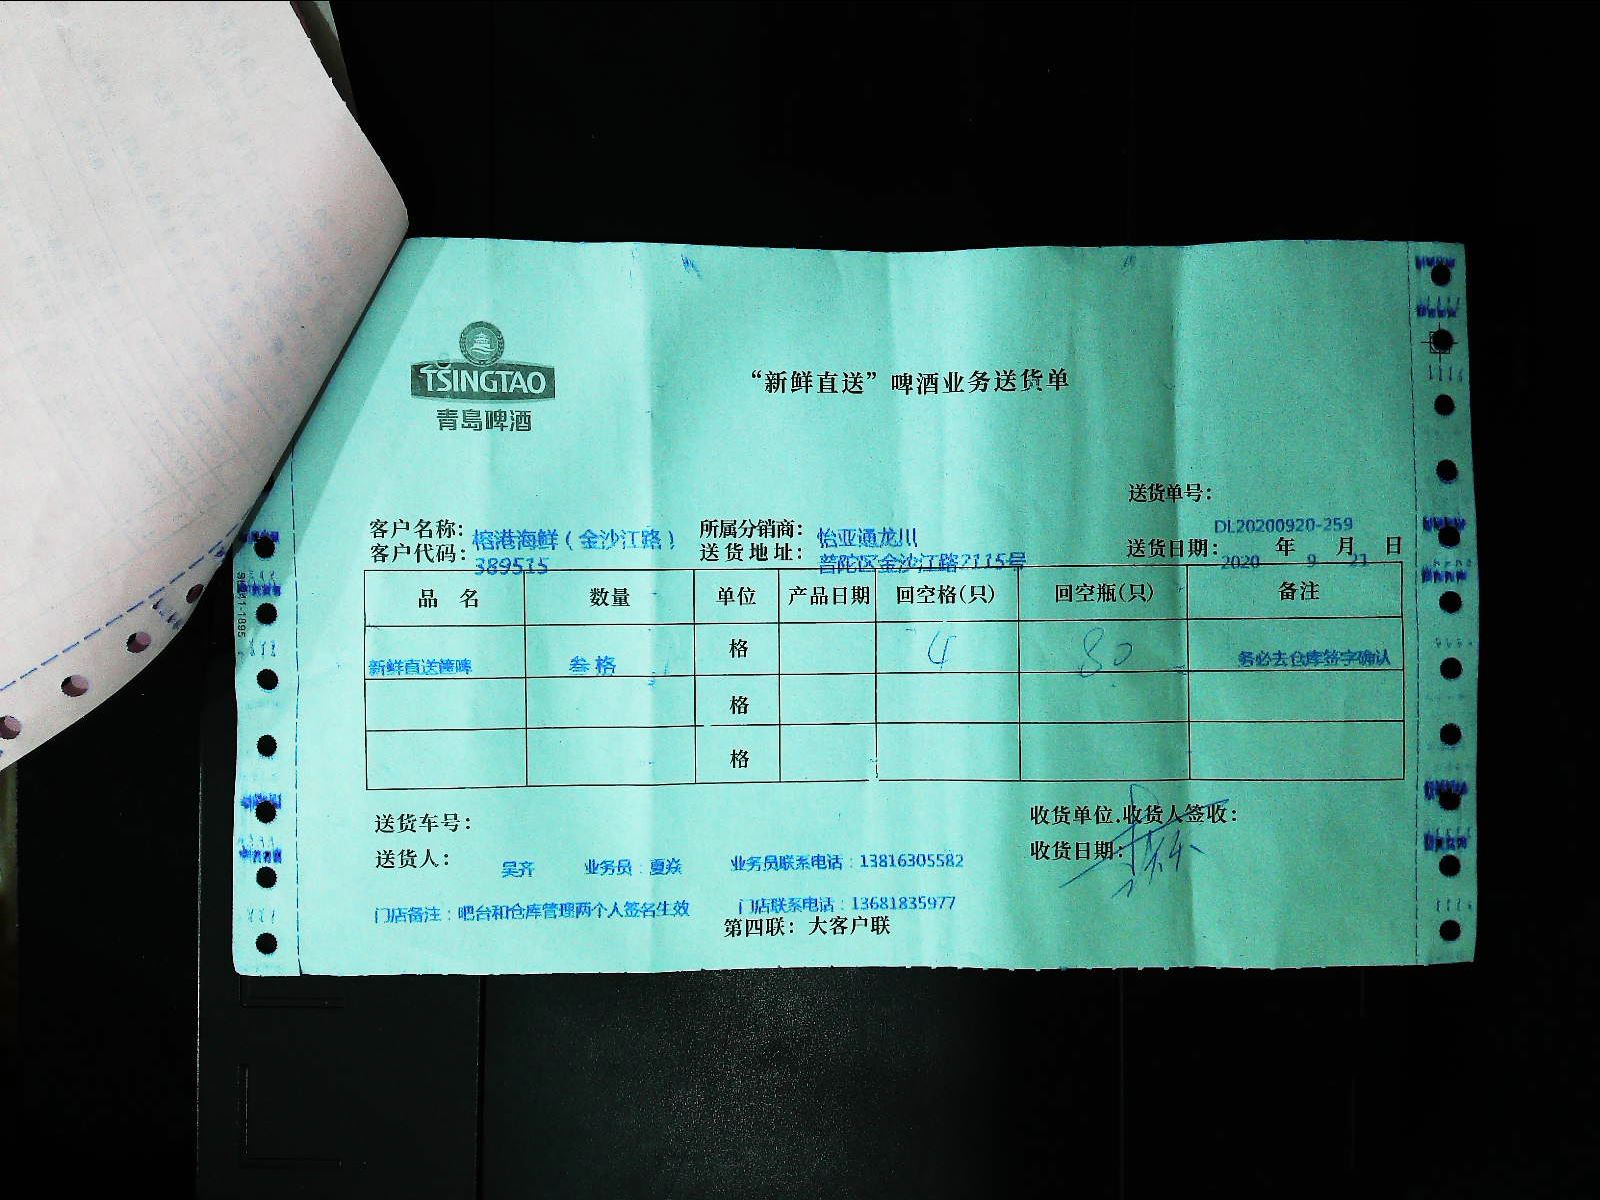 TSINGTAO
青岛啤酒
“新鲜直送”啤酒业务送货单
送货单号：
DL20200920-259
客户名称：榕港海鲜（金沙江路） 所属分销商：怡亚通龙川
客户代码：389515 送货地址：普陀区金沙江路2115号 送货日期：2020年9月21日
品名 数量 单位 产品日期 回空格(只) 回空瓶(只) 备注
新鲜直送 叁格 格 4 80 务必去仓库签字确认
格
格
送货车号： 收货单位.收货人签收：
送货人：吴齐 业务员：夏焱 业务员联系电话：13816305582 收货日期：
门店备注：吧台和仓库管理两个人签名生效 门店联系电话：13681835977
第四联：大客户联